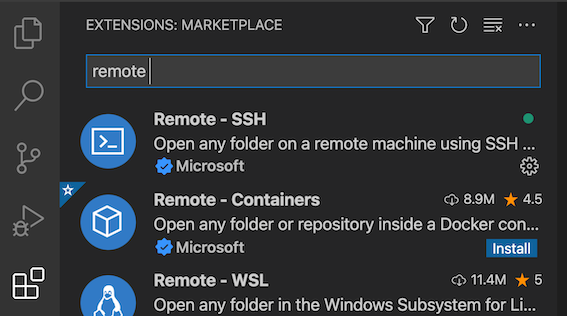 EXTENSIONS: MARKETPLACE
remote
Remote - SSH
Open any folder on a remote machine using SSH ...
Microsoft
Remote - Containers 8.9M 4.5
Open any folder or repository inside a Docker con...
Microsoft Install
Remote - WSL 11.4M 5
Open any folder in the Windows Subsystem for Li...